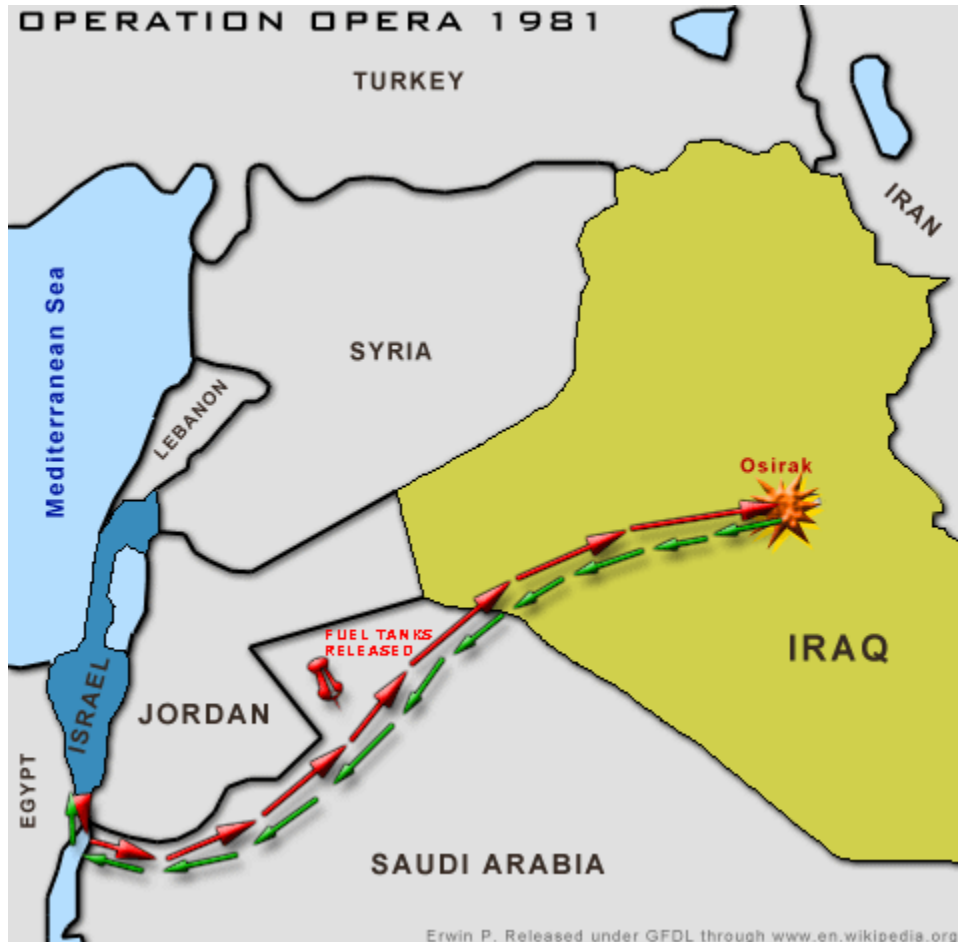 OPERATION OPERA 1981
TURKEY
IRAN
Mediterranean Sea
SYRIA
LEBANON
Osirak
FUEL TANKS
RELEASED
IRAQ
ISRAEL
JORDAN
EGYPT
SAUDI ARABIA
Erwin P. Released under GFDL through www.en.wikipedia.org